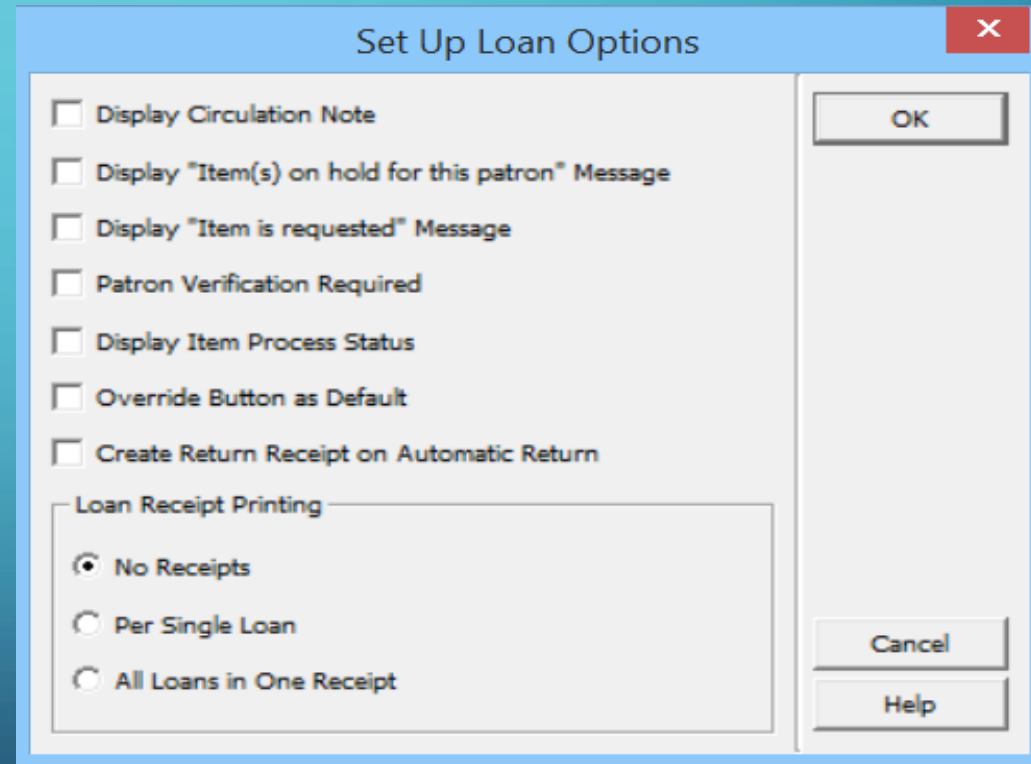 Set Up Loan Options
Display Circulation Note
Display "Item(s) on hold for this patron" Message
Display "Item is requested" Message
Patron Verification Required
Display Item Process Status
Override Button as Default
Create Return Receipt on Automatic Return
Loan Receipt Printing
No Receipts
Per Single Loan
All Loans in One Receipt
OK
Cancel
Help